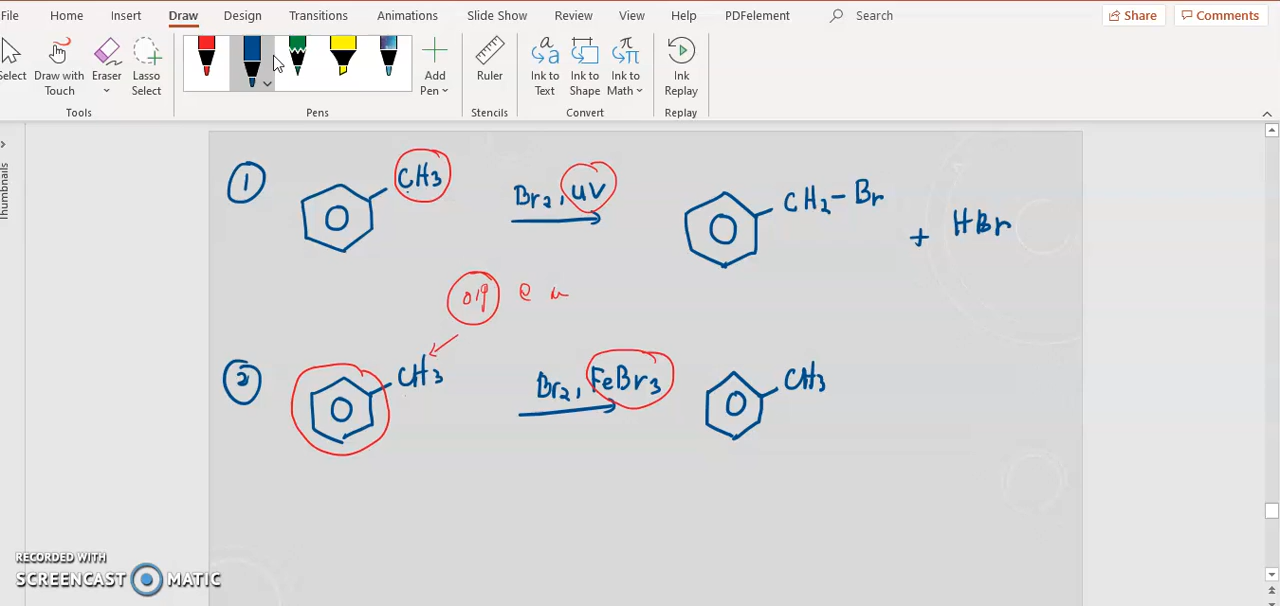 File Home Insert Draw Design Transitions Animations Slide Show Review View Help PDFelement Search Share Comments
Select Draw with Touch Eraser Lasso Select Add Pen Ruler Ink to Text Ink to Shape Ink to Math Ink Replay
Tools Pens Stencils Convert Replay
Thumbnails
1 CH3 Br2, uv CH2-Br + HBr
2 CH3 Br2, FeBr3 CH3
RECORDED WITH
SCREENCAST MATIC